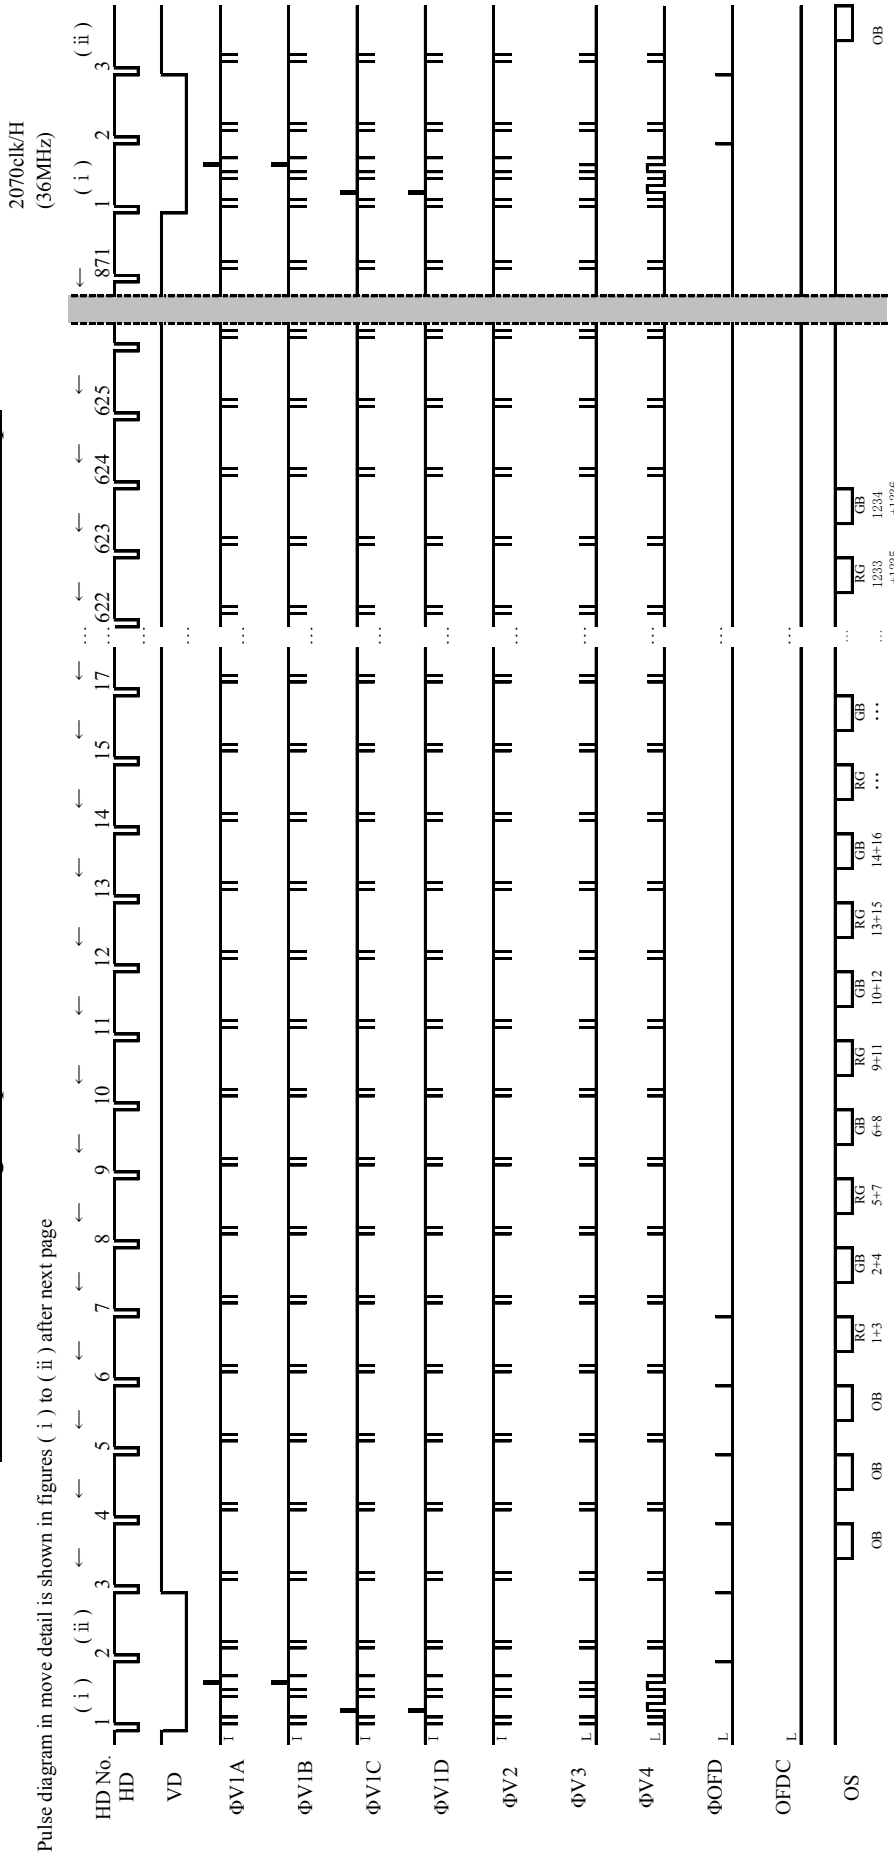 2070clk/H
(36MHz)
Pulse diagram in move detail is shown in figures ( i ) to ( ii ) after next page
( i ) ( ii ) ( i ) ( ii )
HD No. 1 2 3 4 5 6 7 8 9 10 11 12 13 14 15 17 … 622 623 624 625 871 1 2 3
HD …
VD …
ΦV1A I …
ΦV1B I …
ΦV1C I …
ΦV1D I …
ΦV2 I …
ΦV3 L …
ΦV4 L …
ΦOFD L …
OFDC L …
OS …
RG GB RG GB RG GB RG GB RG GB RG GB
OB OB OB 1+3 2+4 5+7 6+8 9+11 10+12 13+15 14+16 … … … 1233 1234 OB